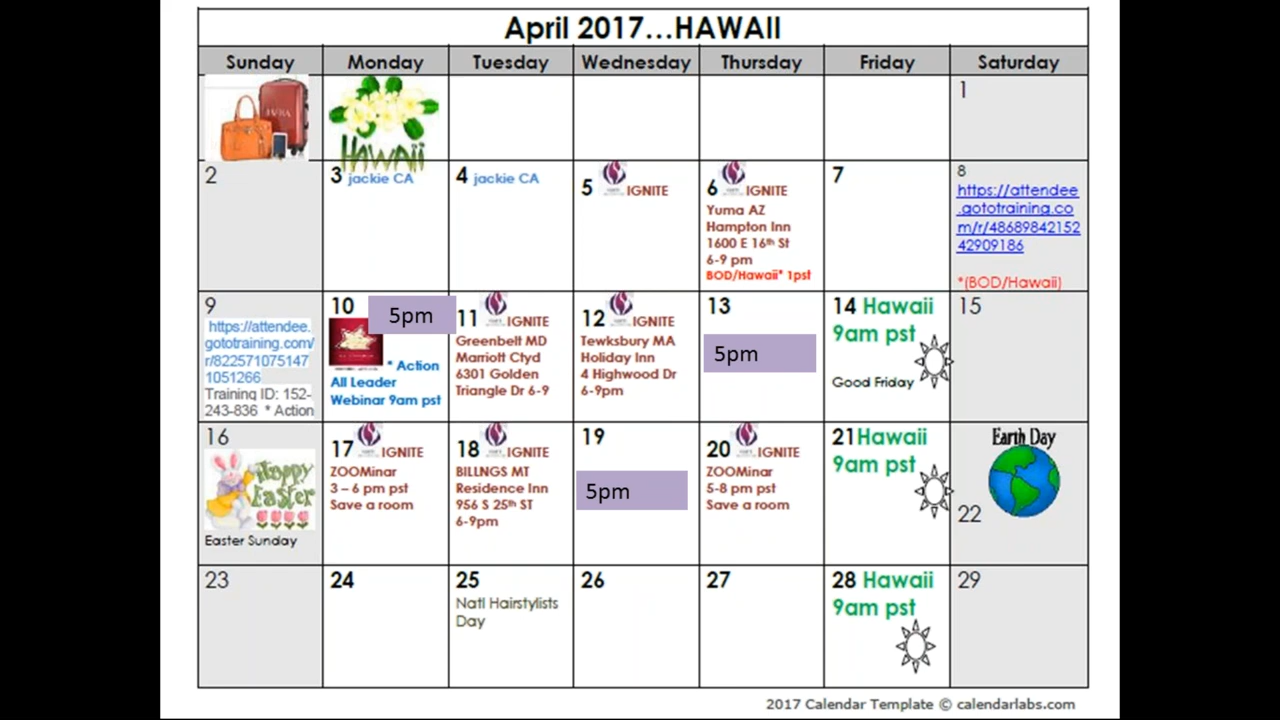 April 2017...HAWAII
Sunday Monday Tuesday Wednesday Thursday Friday Saturday
HAWAII
1
2
3 jackie CA
4 jackie CA
5 IGNITE
6 IGNITE
Yuma AZ
Hampton Inn
1600 E 16th St
6-9 pm
BOD/Hawaii* 1pst
7
8
https://attendee
.gototraining.co
m/r/48689842152
42909186
*(BOD/Hawaii)
9
https://attendee.
gototraining.com/
r/822571075147
1051266
Training ID: 152-
243-836 * Action
10
5pm
* Action
All Leader
Webinar 9am pst
11 IGNITE
Greenbelt MD
Marriott Ctyd
6301 Golden
Triangle Dr 6-9
12 IGNITE
Tewksbury MA
Holiday Inn
4 Highwood Dr
6-9pm
13
5pm
14 Hawaii
9am pst
Good Friday
15
16
Happy
Easter
Easter Sunday
17 IGNITE
ZOOMinar
3 – 6 pm pst
Save a room
18 IGNITE
BILLNGS MT
Residence Inn
956 S 25th ST
6-9pm
19
5pm
20 IGNITE
ZOOMinar
5-8 pm pst
Save a room
21Hawaii
9am pst
Earth Day
22
23
24
25
Natl Hairstylists
Day
26
27
28 Hawaii
9am pst
29
2017 Calendar Template © calendarlabs.com